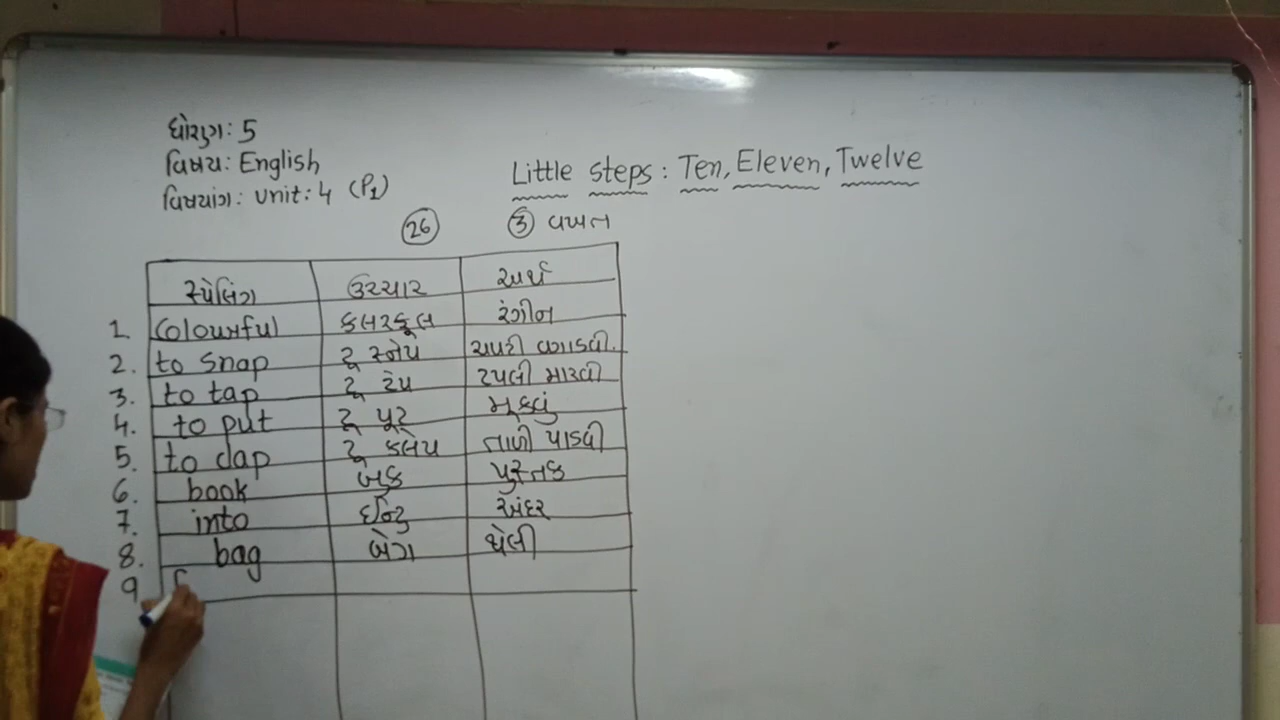 ધોરણ: 5
વિષય: English
વિષયાંગ: unit: 4 (P1)
Little steps: Ten, Eleven, Twelve
26
3 વખત
સ્પેલિંગ ઉચ્ચાર અર્થ
1. Colourful કલરફૂલ રંગીન
2. to snap ટૂ સ્નેપ ચપટી વગાડવી.
3. to tap ટૂ ટેપ ટપલી મારવી
4. to put ટૂ પૂટ મૂકવું
5. to clap ટૂ ક્લેપ તાળી પાડવી
6. book બુક પુસ્તક
7. into ઈન્ટુ અંદર
8. bag બેગ થેલી
9